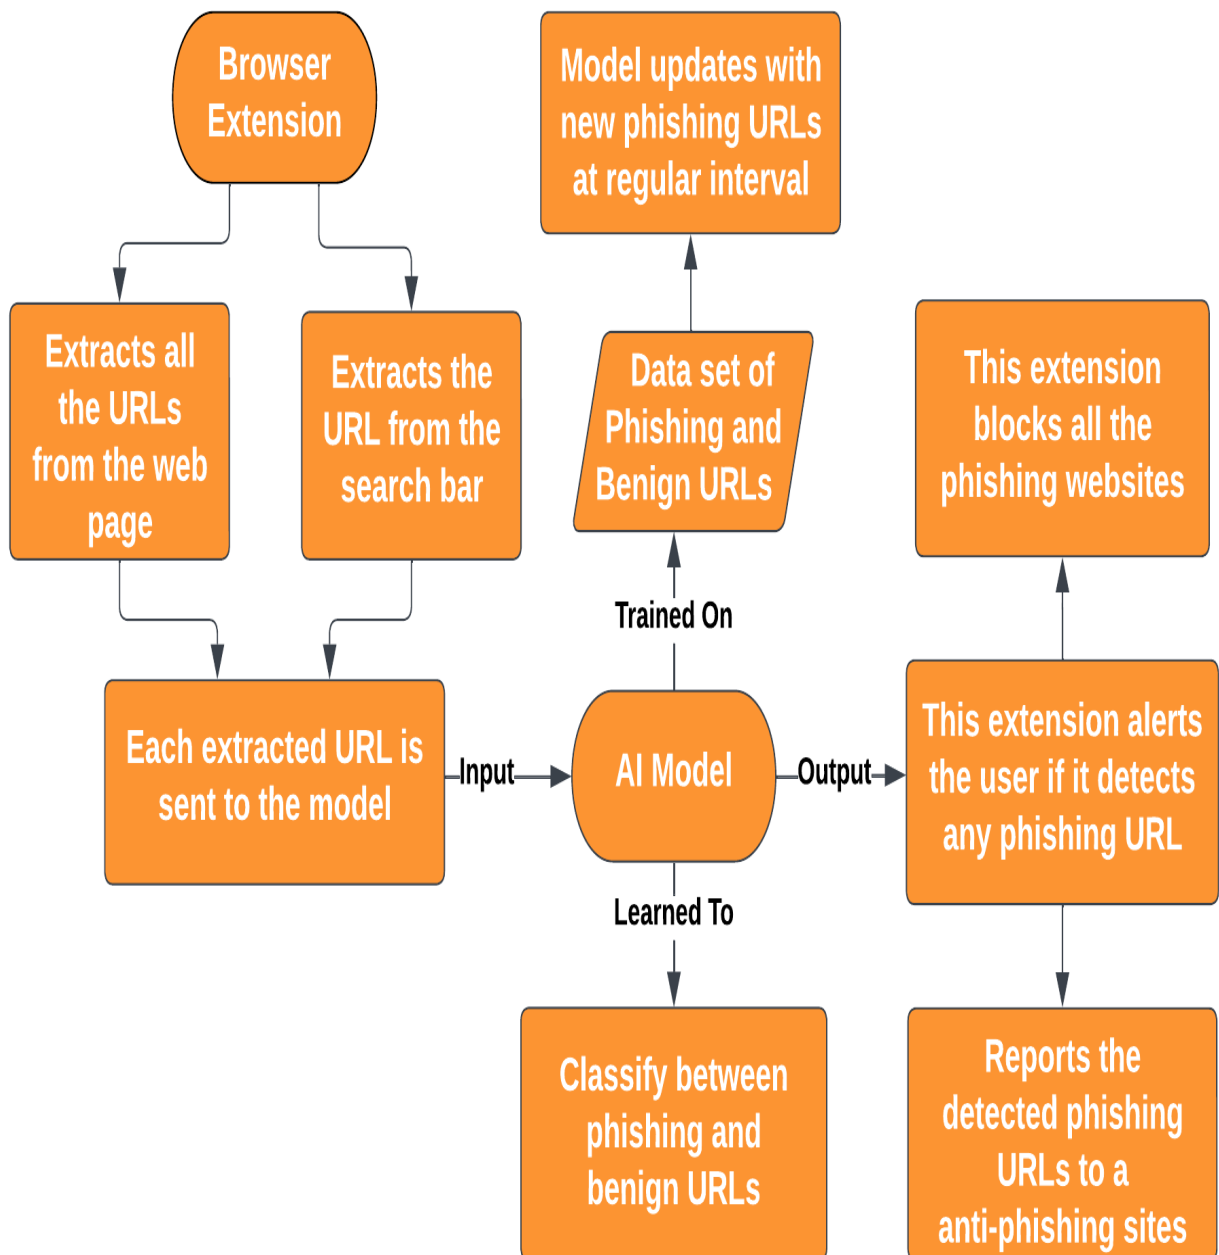 Browser
Extension
Model updates with
new phishing URLs
at regular interval
Extracts all
the URLs
from the web
page
Extracts the
URL from the
search bar
Data set of
Phishing and
Benign URLs
This extension
blocks all the
phishing websites
Trained On
Each extracted URL is
sent to the model
Input
AI Model
Output
This extension alerts
the user if it detects
any phishing URL
Learned To
Classify between
phishing and
benign URLs
Reports the
detected phishing
URLs to a
anti-phishing sites